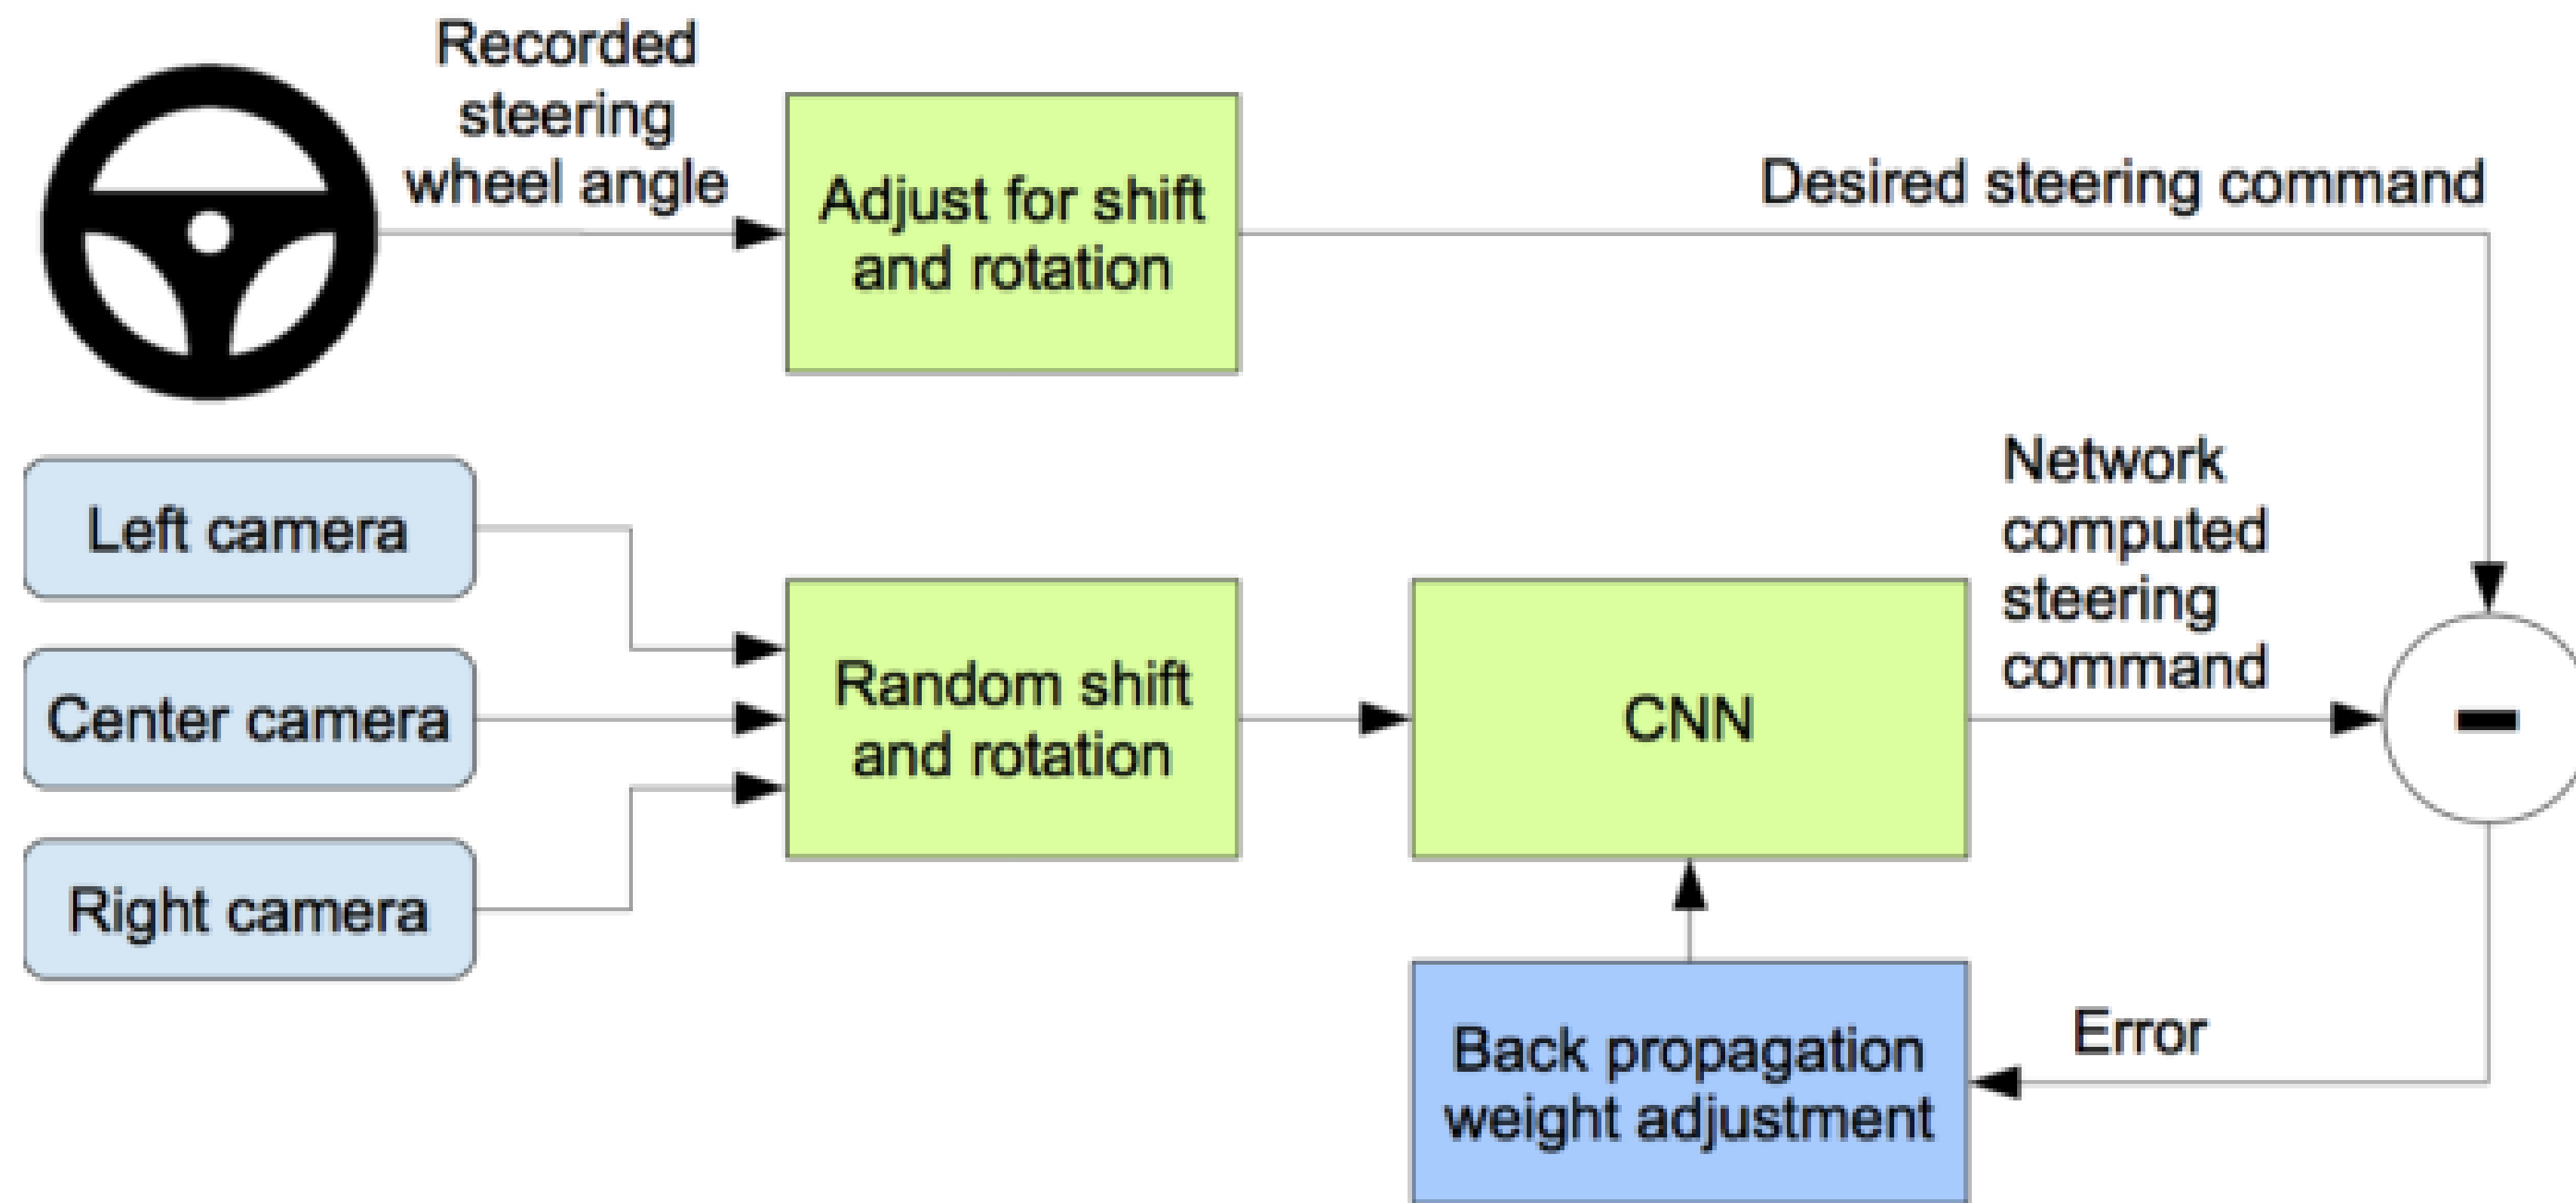 Recorded
steering
wheel angle
Adjust for shift
and rotation
Desired steering command
Left camera
Center camera
Right camera
Random shift
and rotation
CNN
Network
computed
steering
command
-
Error
Back propagation
weight adjustment